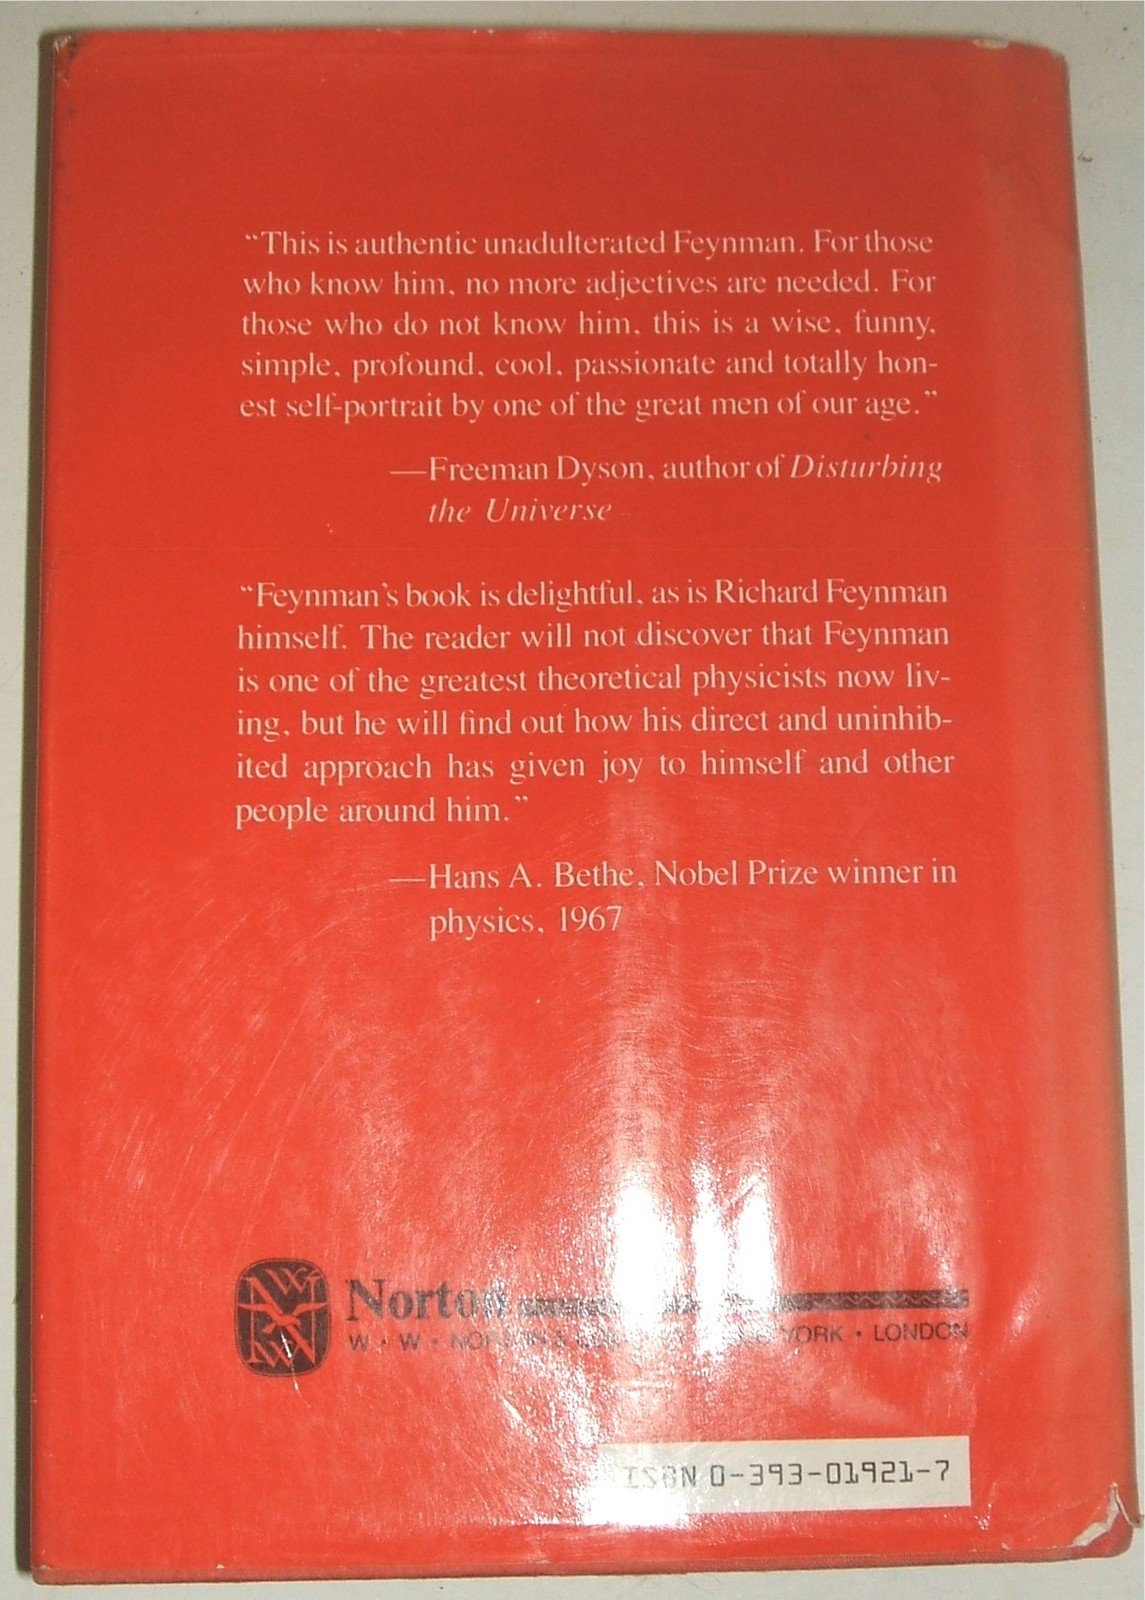 “This is authentic unadulterated Feynman. For those
who know him, no more adjectives are needed. For
those who do not know him, this is a wise, funny,
simple, profound, cool, passionate and totally hon-
est self-portrait by one of the great men of our age.”
—Freeman Dyson, author of Disturbing
the Universe
“Feynman's book is delightful, as is Richard Feynman
himself. The reader will not discover that Feynman
is one of the greatest theoretical physicists now liv-
ing, but he will find out how his direct and uninhib-
ited approach has given joy to himself and other
people around him.”
—Hans A. Bethe, Nobel Prize winner in
physics, 1967
Norton
W • W • NORTON & YORK • LONDON
ISBN 0-393-01921-7